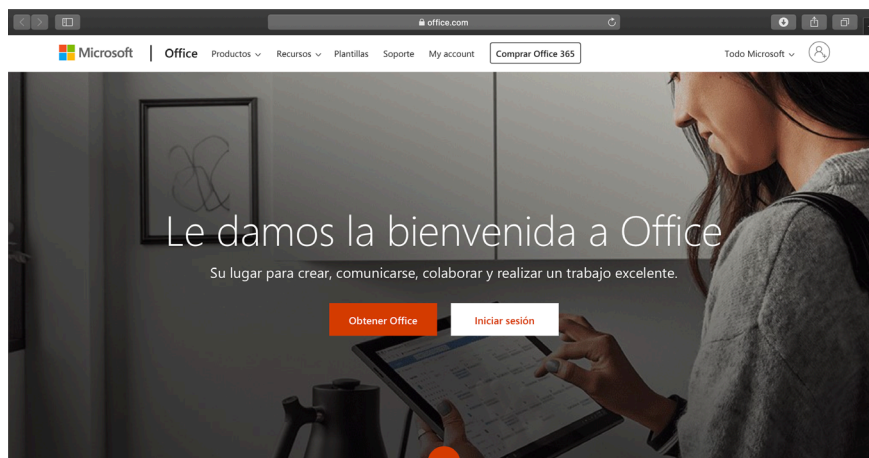 office.com
Microsoft | Office Productos Recursos Plantillas Soporte My account Comprar Office 365 Todo Microsoft
Le damos la bienvenida a Office
Su lugar para crear, comunicarse, colaborar y realizar un trabajo excelente.
Obtener Office Iniciar sesión